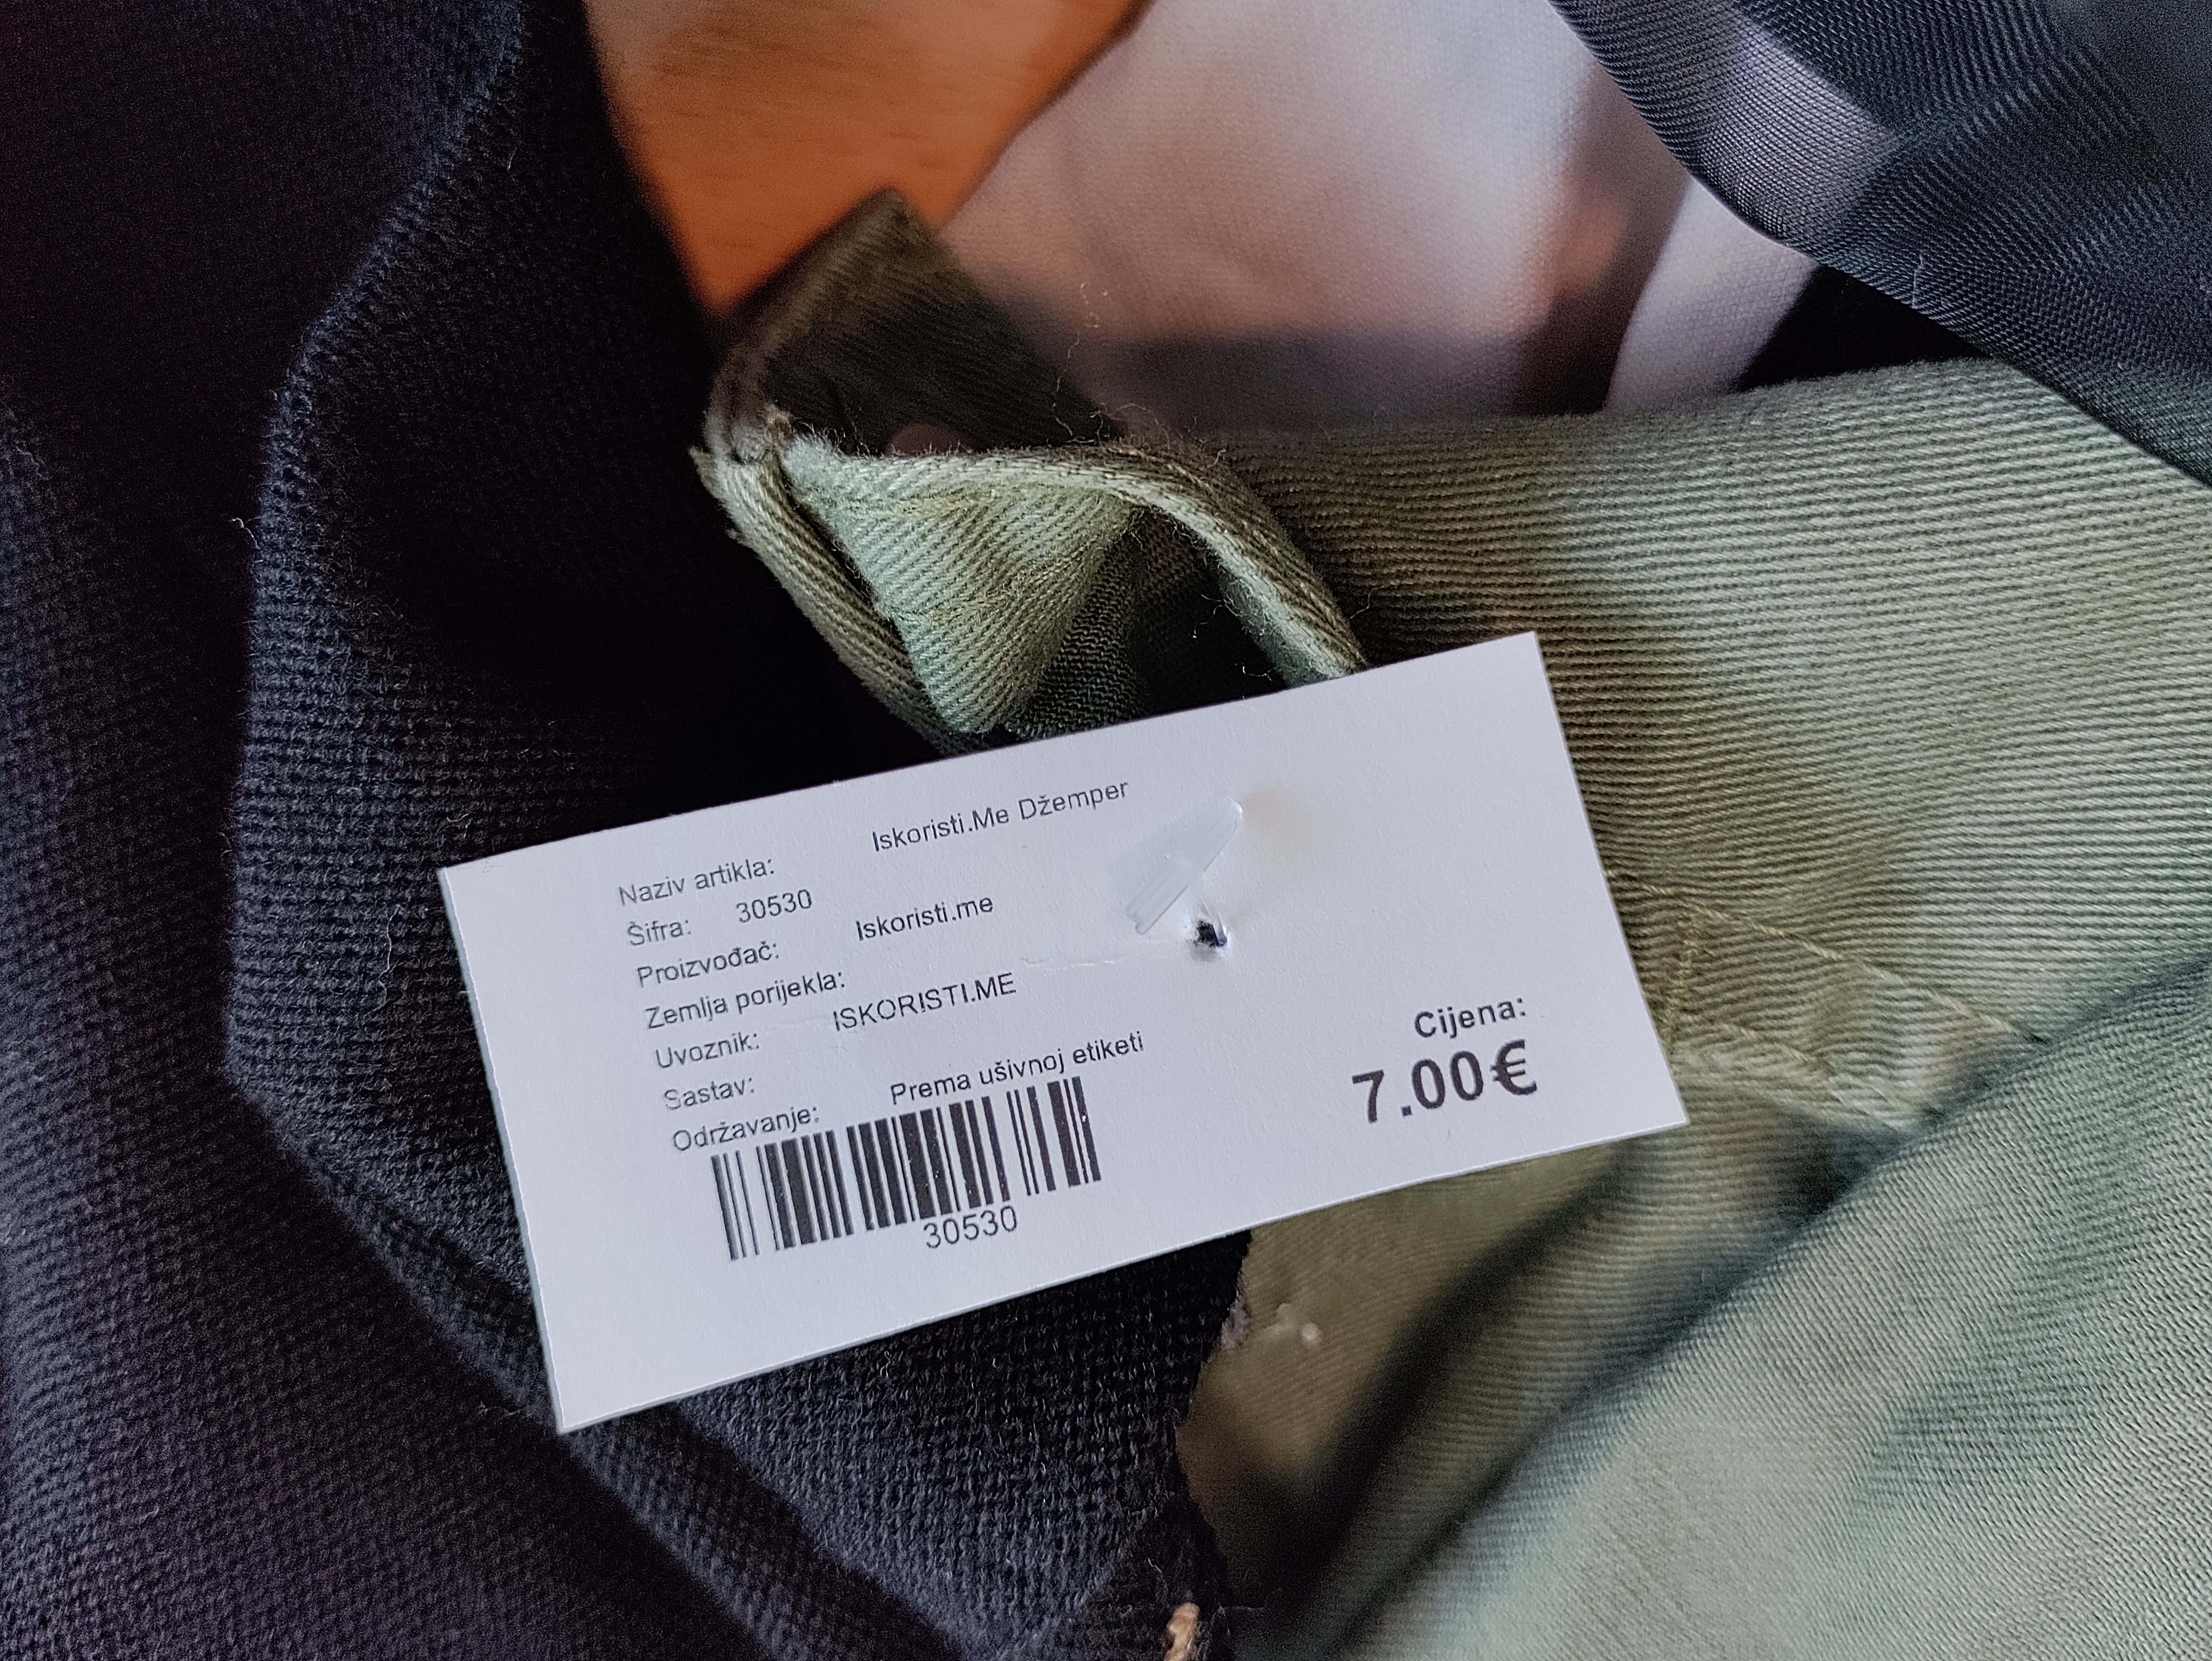 Naziv artikla: Iskoristi.Me Džemper
Šifra: 30530
Proizvođač: Iskoristi.me
Zemlja porijekla:
Uvoznik: ISKORISTI.ME
Sastav:
Održavanje: Prema ušivnoj etiketi
30530
Cijena:
7.00€